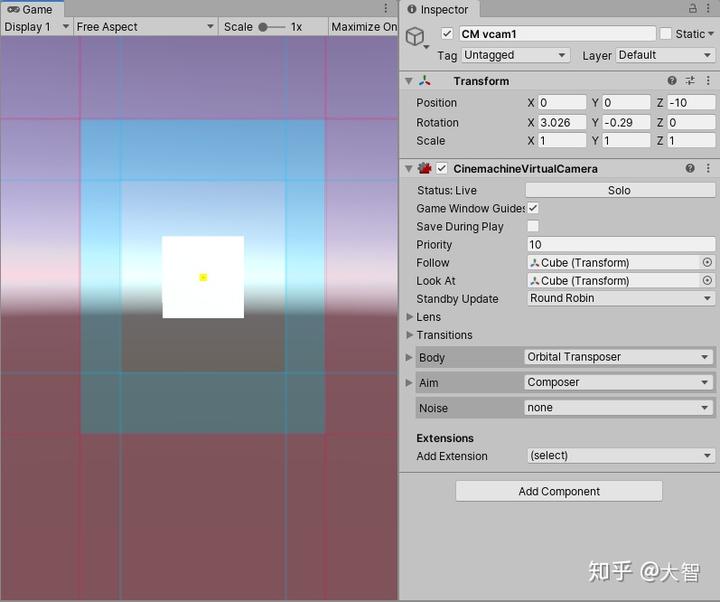 Game
Display 1
Free Aspect
Scale
1x
Maximize On
Inspector
CM vcam1
Static
Tag
Untagged
Layer
Default
Transform
Position
X 0
Y 0
Z -10
Rotation
X 3.026
Y -0.29
Z 0
Scale
X 1
Y 1
Z 1
CinemachineVirtualCamera
Status: Live
Solo
Game Window Guides
Save During Play
Priority
10
Follow
Cube (Transform)
Look At
Cube (Transform)
Standby Update
Round Robin
Lens
Transitions
Body
Orbital Transposer
Aim
Composer
Noise
none
Extensions
Add Extension
(select)
Add Component
知乎 @大智